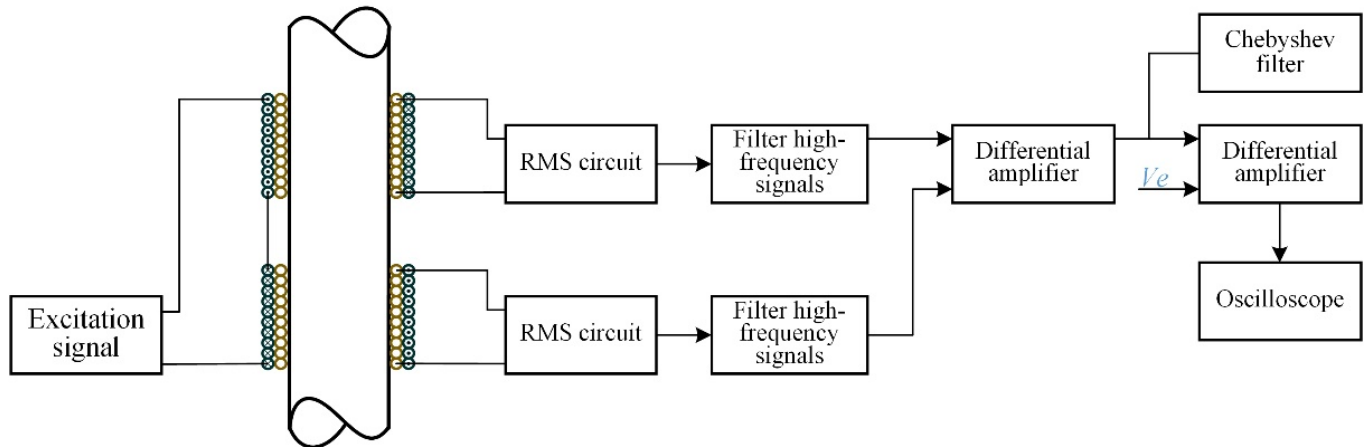 Excitation
signal
RMS circuit
Filter high-
frequency
signals
Differential
amplifier
Chebyshev
filter
Ve
Differential
amplifier
Oscilloscope
RMS circuit
Filter high-
frequency
signals